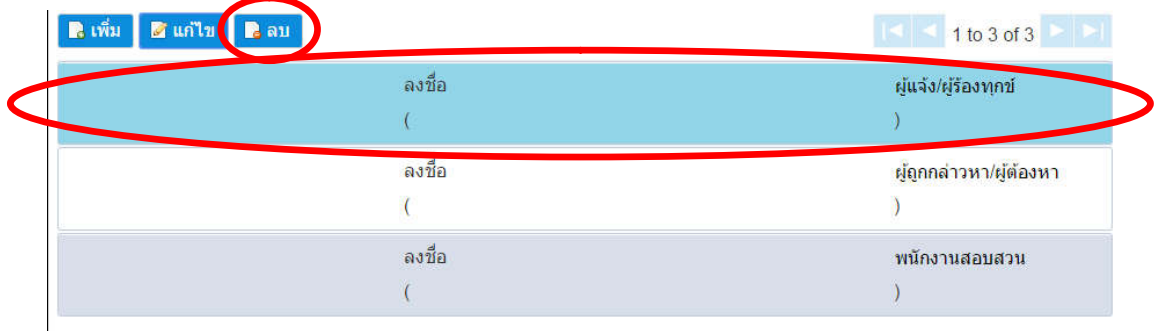 เพิ่ม แก้ไข ลบ 1 to 3 of 3
ลงชื่อ ผู้แจ้ง/ผู้ร้องทุกข์
( )
ลงชื่อ ผู้ถูกกล่าวหา/ผู้ต้องหา
( )
ลงชื่อ พนักงานสอบสวน
( )